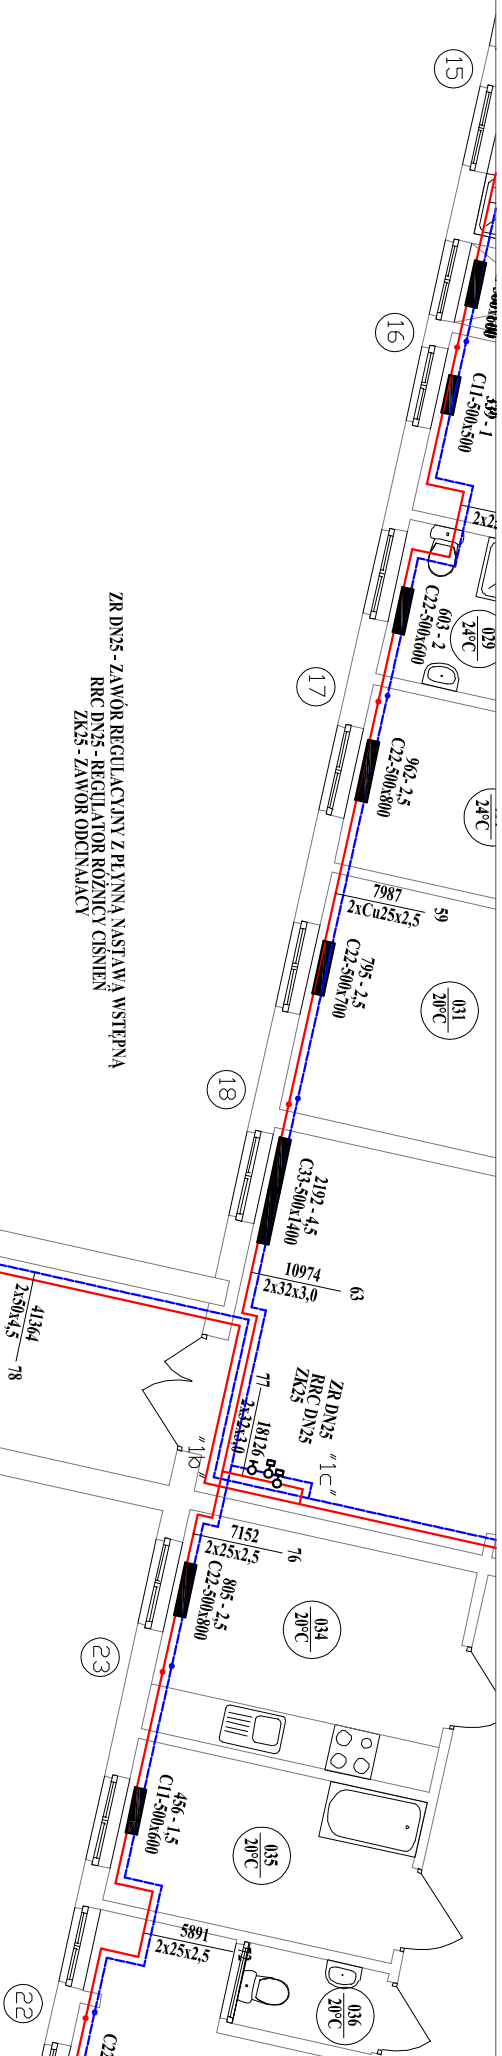 15
16
339 - 1
C11-500x500
029
24°C
603 - 2
C22-500x600
17
24°C
962- 2,5
C22-500x800
59
7987
2xCu25x2,5
031
20°C
795 - 2,5
C22-500x700
18
ZR DN25 - ZAWÓR REGULACYJNY Z PŁYNNĄ NASTAWĄ WSTĘPNĄ
RRC DN25 - REGULATOR RÓŻNICY CIŚNIEŃ
ZK25 - ZAWÓR ODCINAJĄCY
2192 - 4,5
C33-500x1400
63
10974
2x32x3,0
41364
2x50x4,5
78
ZR DN25
RRC DN25
ZK25
77
18126
2x32x3,0
"1c"
"1b"
76
7152
2x25x2,5
805 - 2,5
C22-500x800
034
20°C
23
456 - 1,5
C11-500x600
035
20°C
5891
2x25x2,5
036
20°C
22
C22